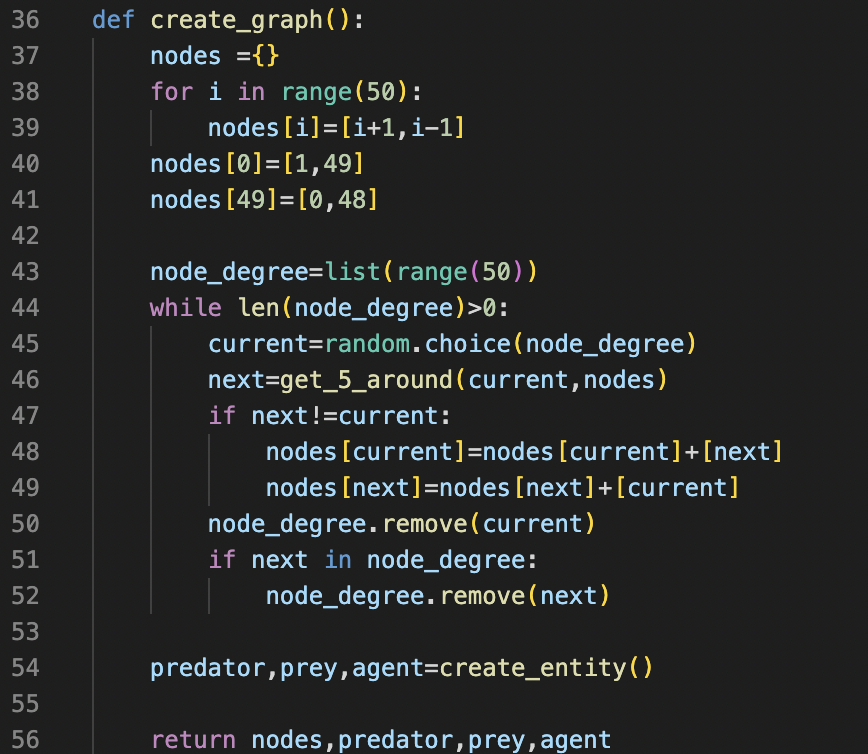 36 def create_graph():
37     nodes ={}
38     for i in range(50):
39         nodes[i]=[i+1,i-1]
40     nodes[0]=[1,49]
41     nodes[49]=[0,48]
42
43     node_degree=list(range(50))
44     while len(node_degree)>0:
45         current=random.choice(node_degree)
46         next=get_5_around(current,nodes)
47         if next!=current:
48             nodes[current]=nodes[current]+[next]
49             nodes[next]=nodes[next]+[current]
50         node_degree.remove(current)
51         if next in node_degree:
52             node_degree.remove(next)
53
54     predator,prey,agent=create_entity()
55
56     return nodes,predator,prey,agent